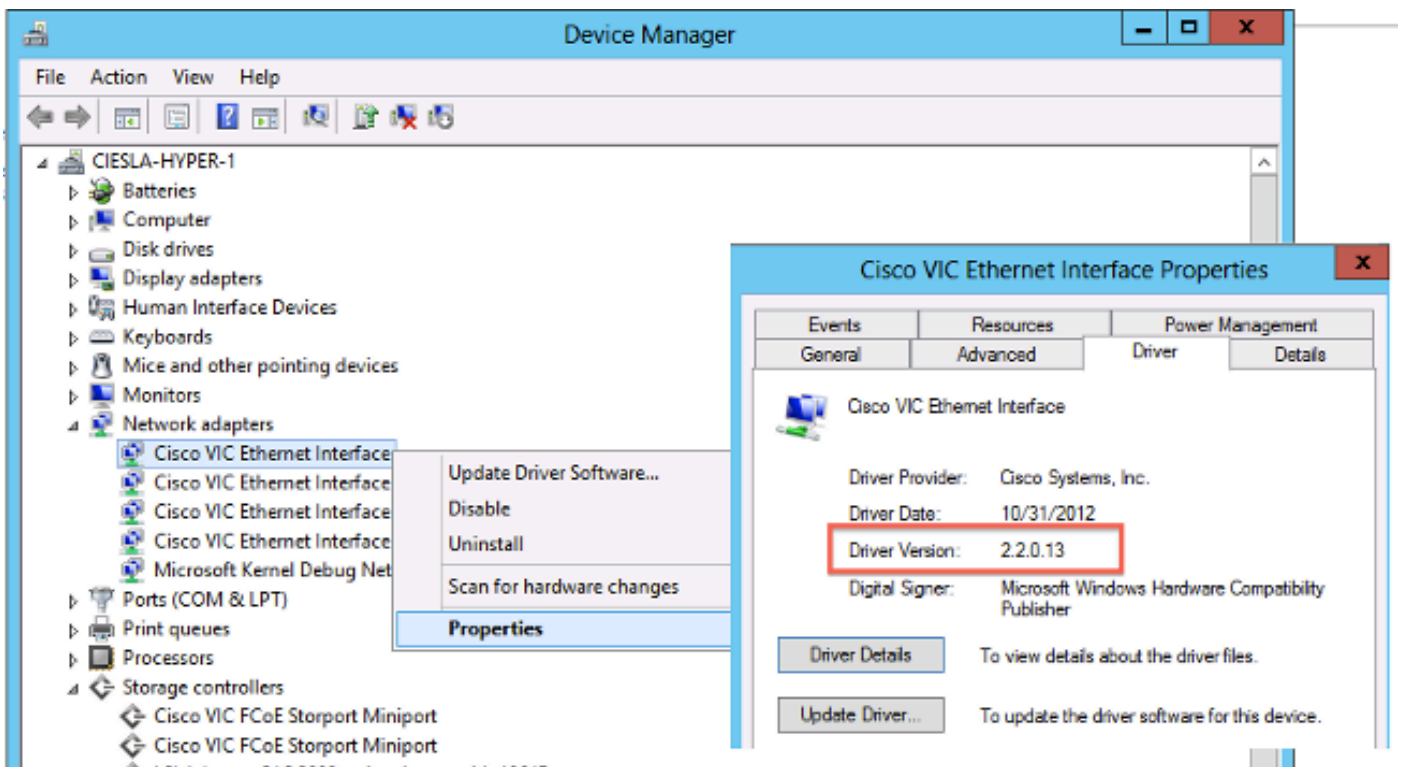 Device Manager
File Action View Help
CIESLA-HYPER-1
Batteries
Computer
Disk drives
Display adapters
Human Interface Devices
Keyboards
Mice and other pointing devices
Monitors
Network adapters
Cisco VIC Ethernet Interface
Cisco VIC Ethernet Interface
Cisco VIC Ethernet Interface
Cisco VIC Ethernet Interface
Microsoft Kernel Debug Net
Ports (COM & LPT)
Print queues
Processors
Storage controllers
Cisco VIC FCoE Storport Miniport
Cisco VIC FCoE Storport Miniport
Update Driver Software...
Disable
Uninstall
Scan for hardware changes
Properties
Cisco VIC Ethernet Interface Properties
Events Resources Power Management
General Advanced Driver Details
Cisco VIC Ethernet Interface
Driver Provider: Cisco Systems, Inc.
Driver Date: 10/31/2012
Driver Version: 2.2.0.13
Digital Signer: Microsoft Windows Hardware Compatibility
Publisher
Driver Details To view details about the driver files.
Update Driver... To update the driver software for this device.